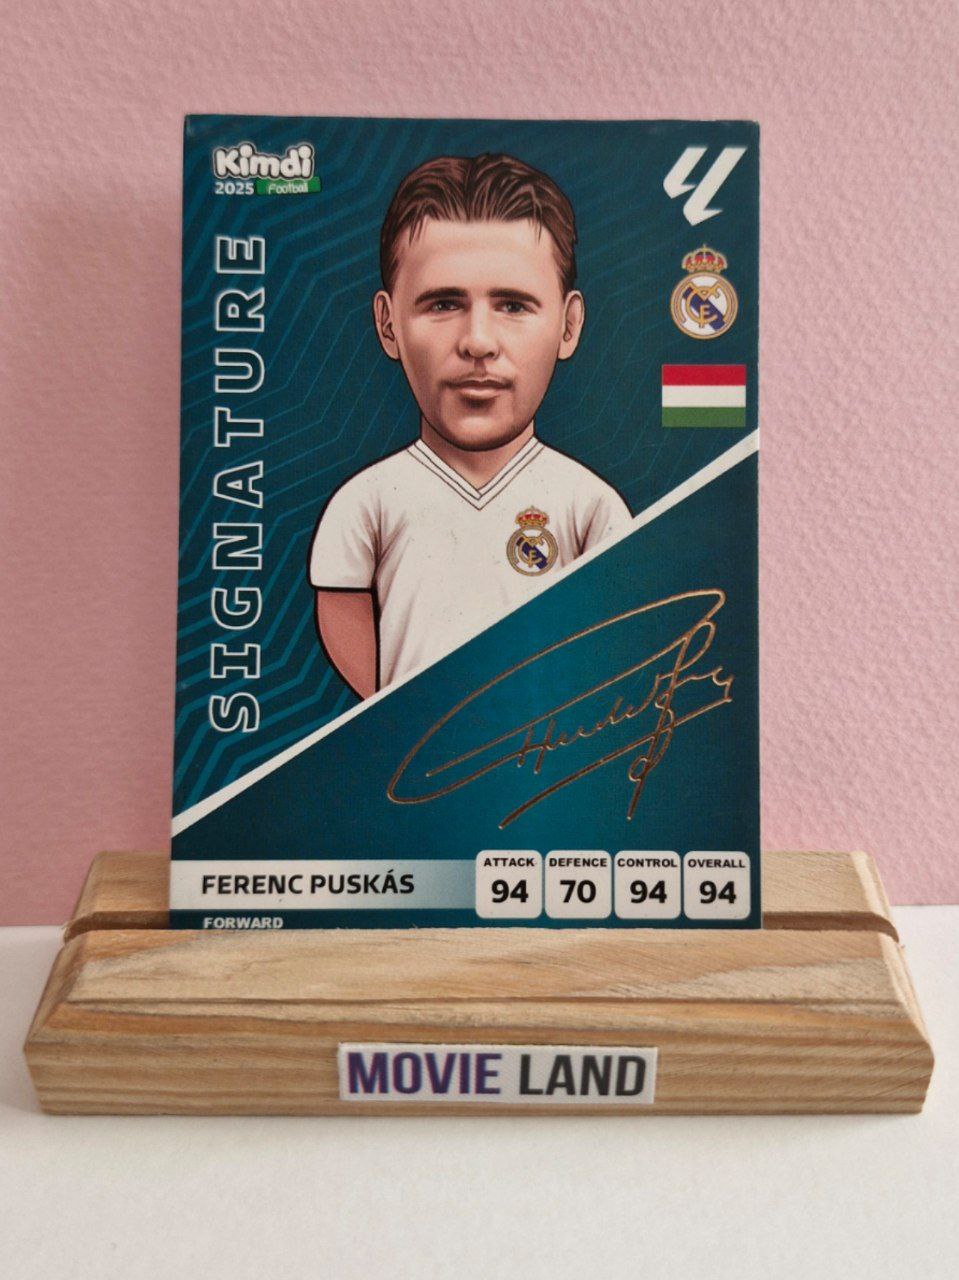 Kimdi
2025 Football
SIGNATURE
FERENC PUSKÁS
FORWARD
ATTACK
94
DEFENCE
70
CONTROL
94
OVERALL
94
MOVIE LAND